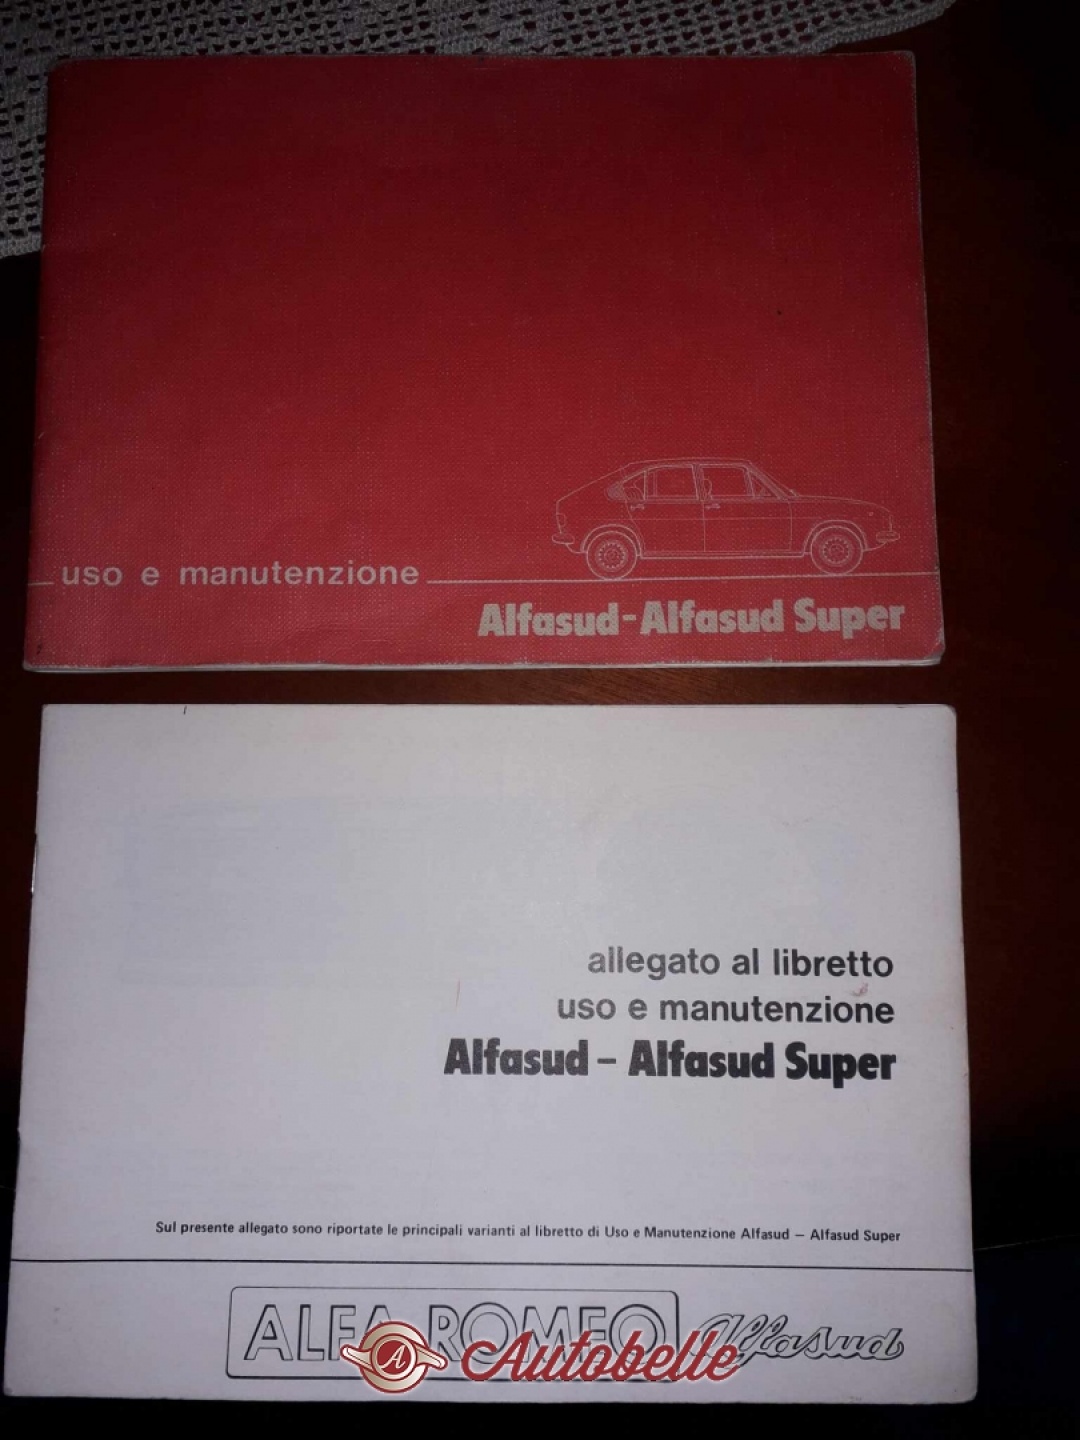 uso e manutenzione
Alfasud-Alfasud Super
allegato al libretto
uso e manutenzione
Alfasud – Alfasud Super
Sul presente allegato sono riportate le principali varianti al libretto di Uso e Manutenzione Alfasud – Alfasud Super
ALFA ROMEO Alfasud
A Autobelle